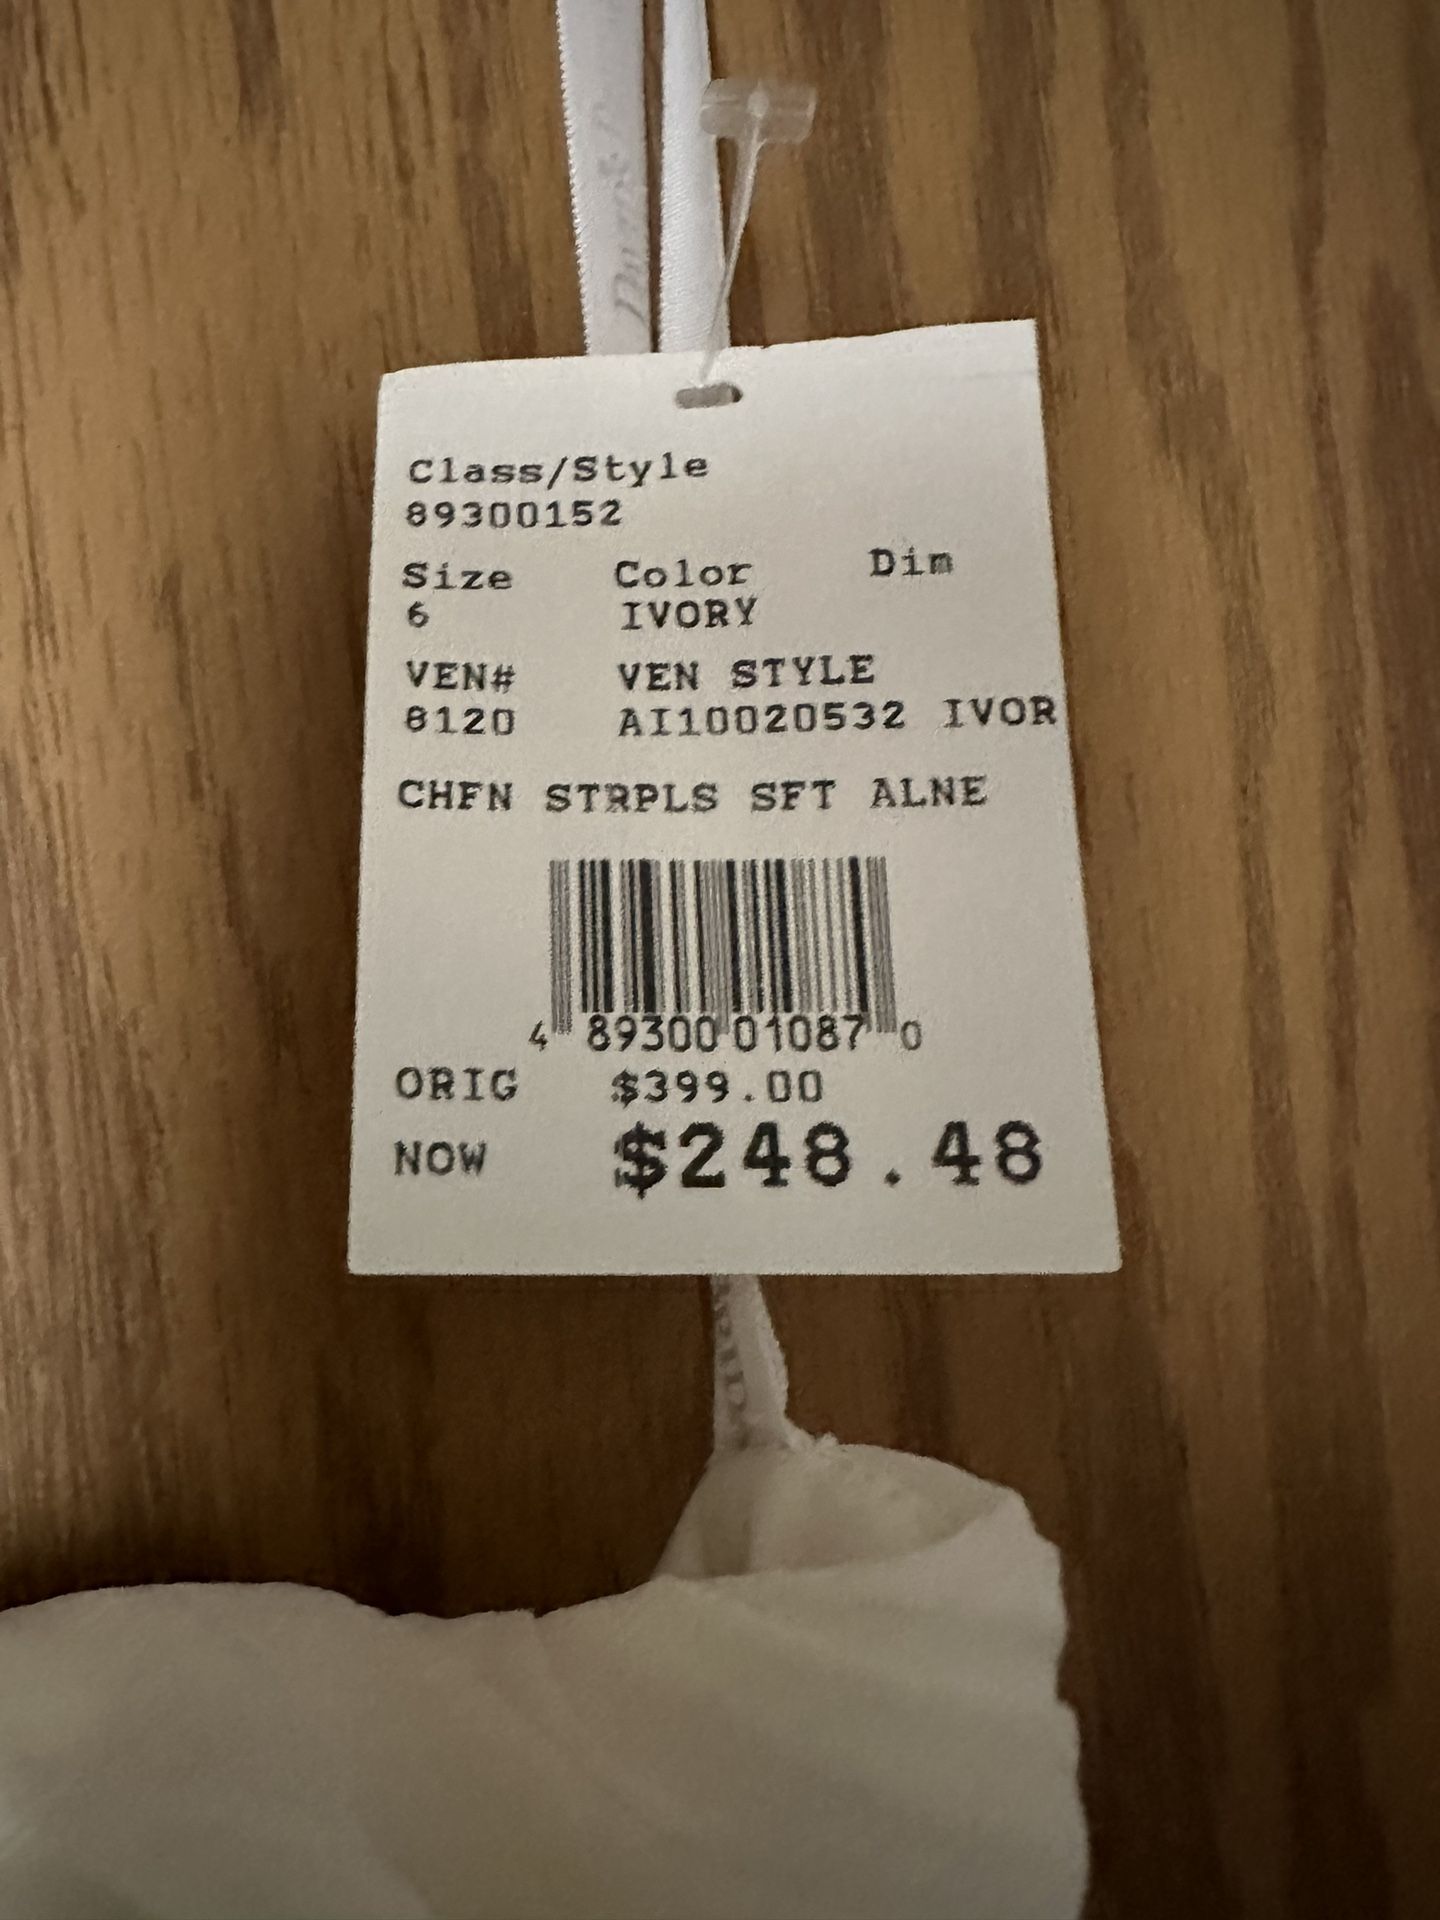 Class/Style
89300152
Size Color Dim
6 IVORY
VEN# VEN STYLE
8120 AI10020532 IVOR
CHFN STRPLS SFT ALNE
4 89300 01087 0
ORIG $399.00
NOW $248.48